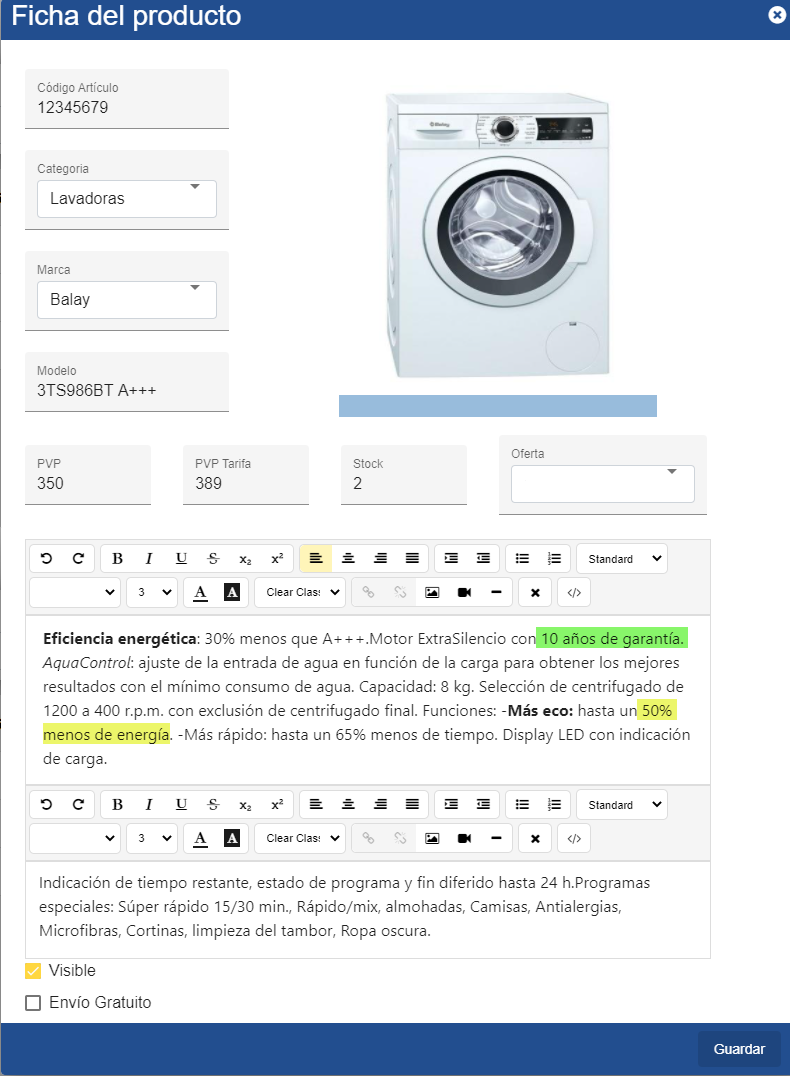 Ficha del producto
Código Artículo
12345679
Categoria
Lavadoras
Marca
Balay
Modelo
3TS986BT A+++
PVP
350
PVP Tarifa
389
Stock
2
Oferta
B I U S x₂ x² Standard
3 A A Clear Clas
Eficiencia energética: 30% menos que A+++.Motor ExtraSilencio con 10 años de garantía.
AquaControl: ajuste de la entrada de agua en función de la carga para obtener los mejores
resultados con el mínimo consumo de agua. Capacidad: 8 kg. Selección de centrifugado de
1200 a 400 r.p.m. con exclusión de centrifugado final. Funciones: -Más eco: hasta un 50%
menos de energía. -Más rápido: hasta un 65% menos de tiempo. Display LED con indicación
de carga.
B I U S x₂ x² Standard
3 A A Clear Clas
Indicación de tiempo restante, estado de programa y fin diferido hasta 24 h.Programas
especiales: Súper rápido 15/30 min., Rápido/mix, almohadas, Camisas, Antialergias,
Microfibras, Cortinas, limpieza del tambor, Ropa oscura.
Visible
Envío Gratuito
Guardar